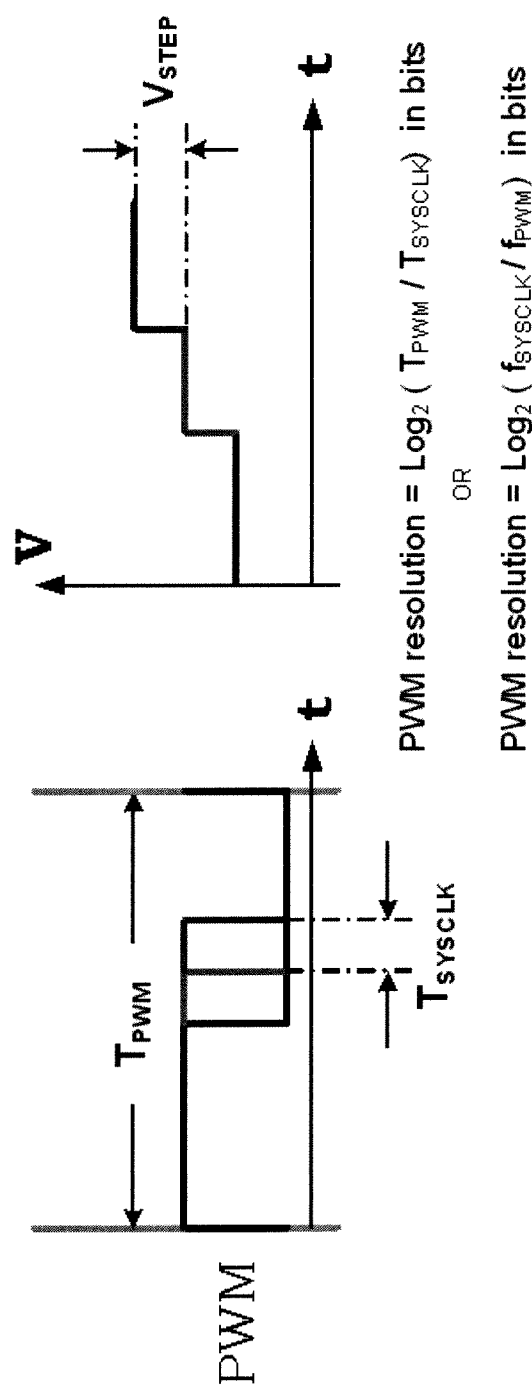 PWM
T_PWM
t
T_SYSCLK
V
V_STEP
t
PWM resolution = Log₂ ( T_PWM / T_SYSCLK) in bits
OR
PWM resolution = Log₂ ( f_SYSCLK / f_PWM) in bits